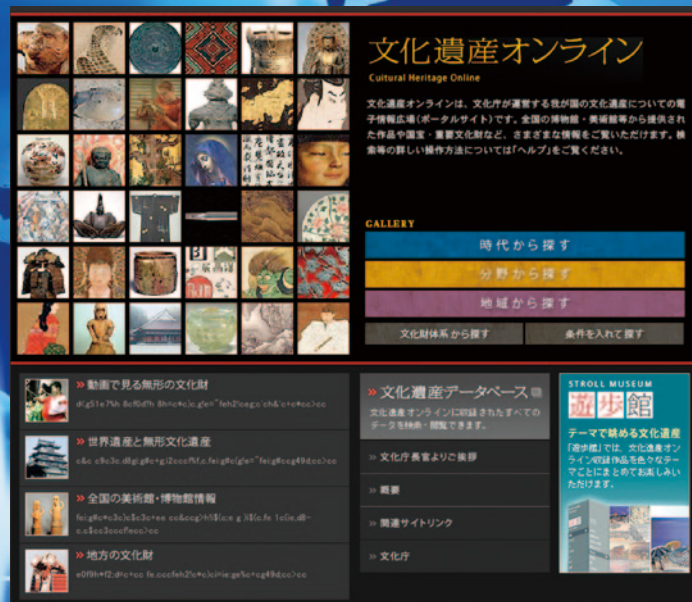 文化遺産オンライン
Cultural Heritage Online
文化遺産オンラインは、文化庁が運営する我が国の文化遺産についての電
子情報広場(ポータルサイト)です。全国の博物館・美術館等から提供され
た作品や国宝・重要文化財など、さまざまな情報をご覧いただけます。検
索等の詳しい操作方法については「ヘルプ」をご覧ください。
GALLERY
時代から探す
分野から探す
地域から探す
文化財体系から探す
条件を入れて探す
» 動画で見る無形の文化財
» 世界遺産と無形文化遺産
» 全国の美術館・博物館情報
» 地方の文化財
» 文化遺産データベース
文化遺産オンラインに収録されたすべての
データを検索・閲覧できます。
» 文化庁長官よりご挨拶
» 概要
» 関連サイトリンク
» 文化庁
STROLL MUSEUM
遊歩館
テーマで眺める文化遺産
「遊歩館」では、文化遺産オン
ライン収録作品を色々なテー
マごとにまとめてお楽しみい
ただけます。